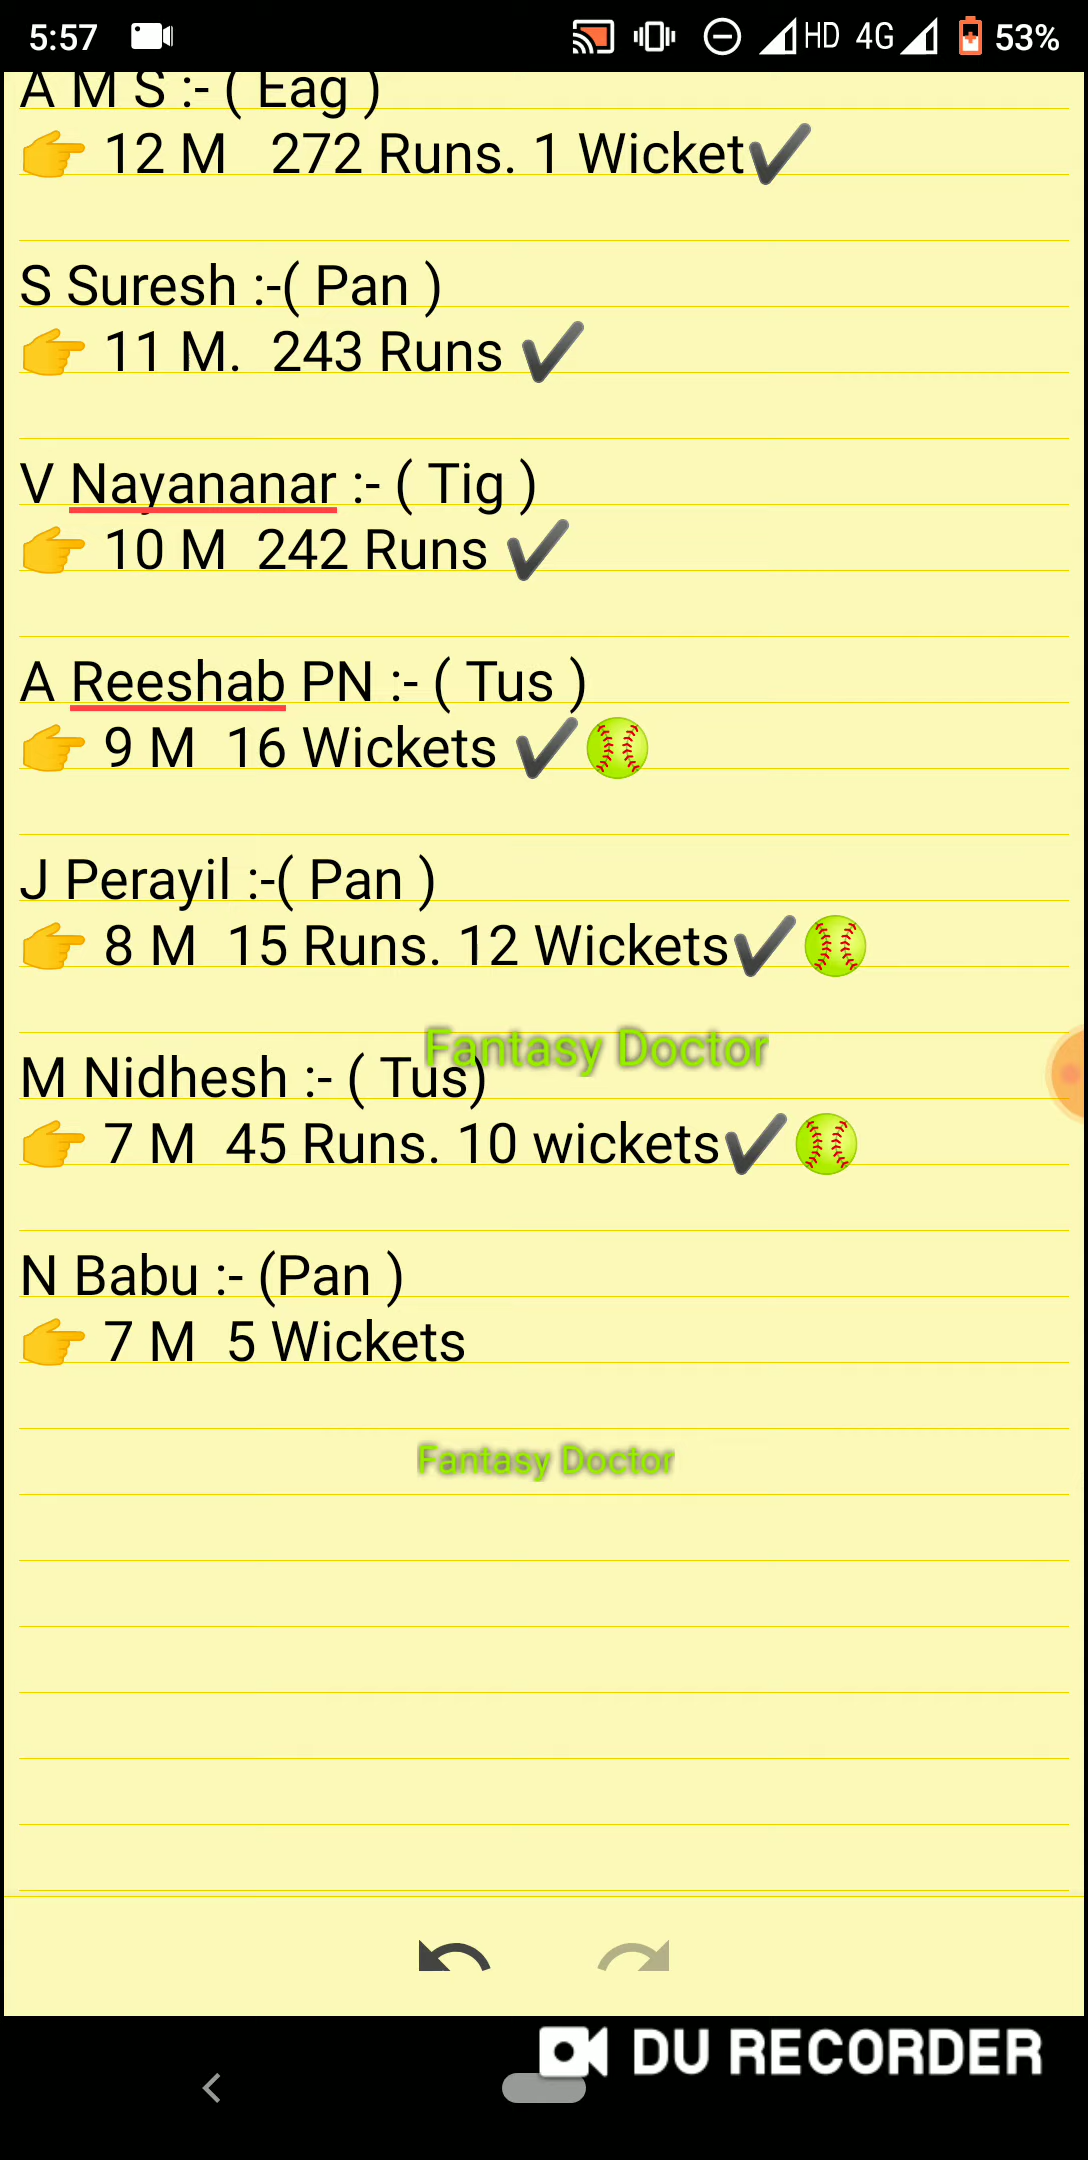 5:57 HD 4G 53%
A M S :- ( Eag )
👉 12 M 272 Runs. 1 Wicket✔
S Suresh :-( Pan )
👉 11 M. 243 Runs ✔
V Nayananar :- ( Tig )
👉 10 M 242 Runs ✔
A Reeshab PN :- ( Tus )
👉 9 M 16 Wickets ✔🥎
J Perayil :-( Pan )
👉 8 M 15 Runs. 12 Wickets✔🥎
Fantasy Doctor
M Nidhesh :- ( Tus)
👉 7 M 45 Runs. 10 wickets✔🥎
N Babu :- (Pan )
👉 7 M 5 Wickets
Fantasy Doctor
DU RECORDER